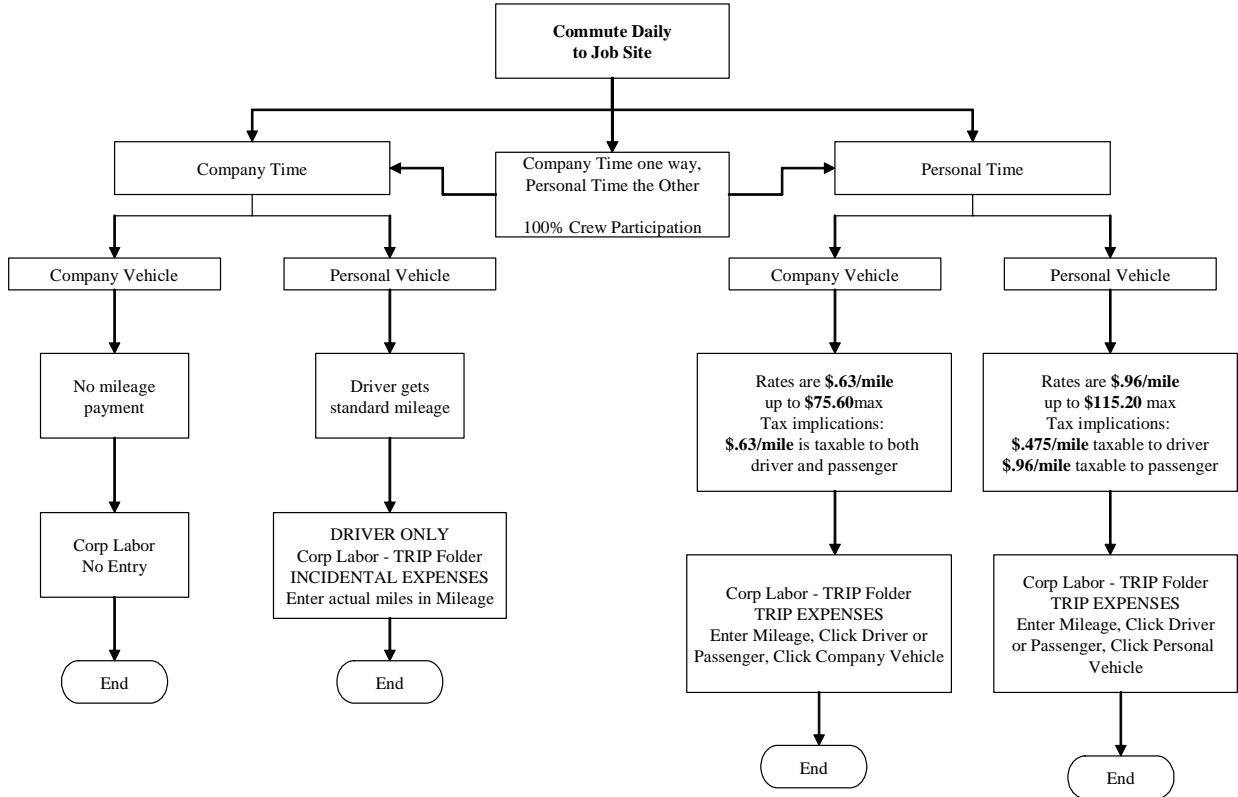 Commute Daily
to Job Site
Company Time
Company Time one way,
Personal Time the Other
100% Crew Participation
Personal Time
Company Vehicle
Personal Vehicle
Company Vehicle
Personal Vehicle
No mileage
payment
Driver gets
standard mileage
Rates are $.63/mile
up to $75.60max
Tax implications:
$.63/mile is taxable to both
driver and passenger
Rates are $.96/mile
up to $115.20 max
Tax implications:
$.475/mile taxable to driver
$.96/mile taxable to passenger
Corp Labor
No Entry
DRIVER ONLY
Corp Labor - TRIP Folder
INCIDENTAL EXPENSES
Enter actual miles in Mileage
Corp Labor - TRIP Folder
TRIP EXPENSES
Enter Mileage, Click Driver or
Passenger, Click Company Vehicle
Corp Labor - TRIP Folder
TRIP EXPENSES
Enter Mileage, Click Driver
or Passenger, Click Personal
Vehicle
End
End
End
End